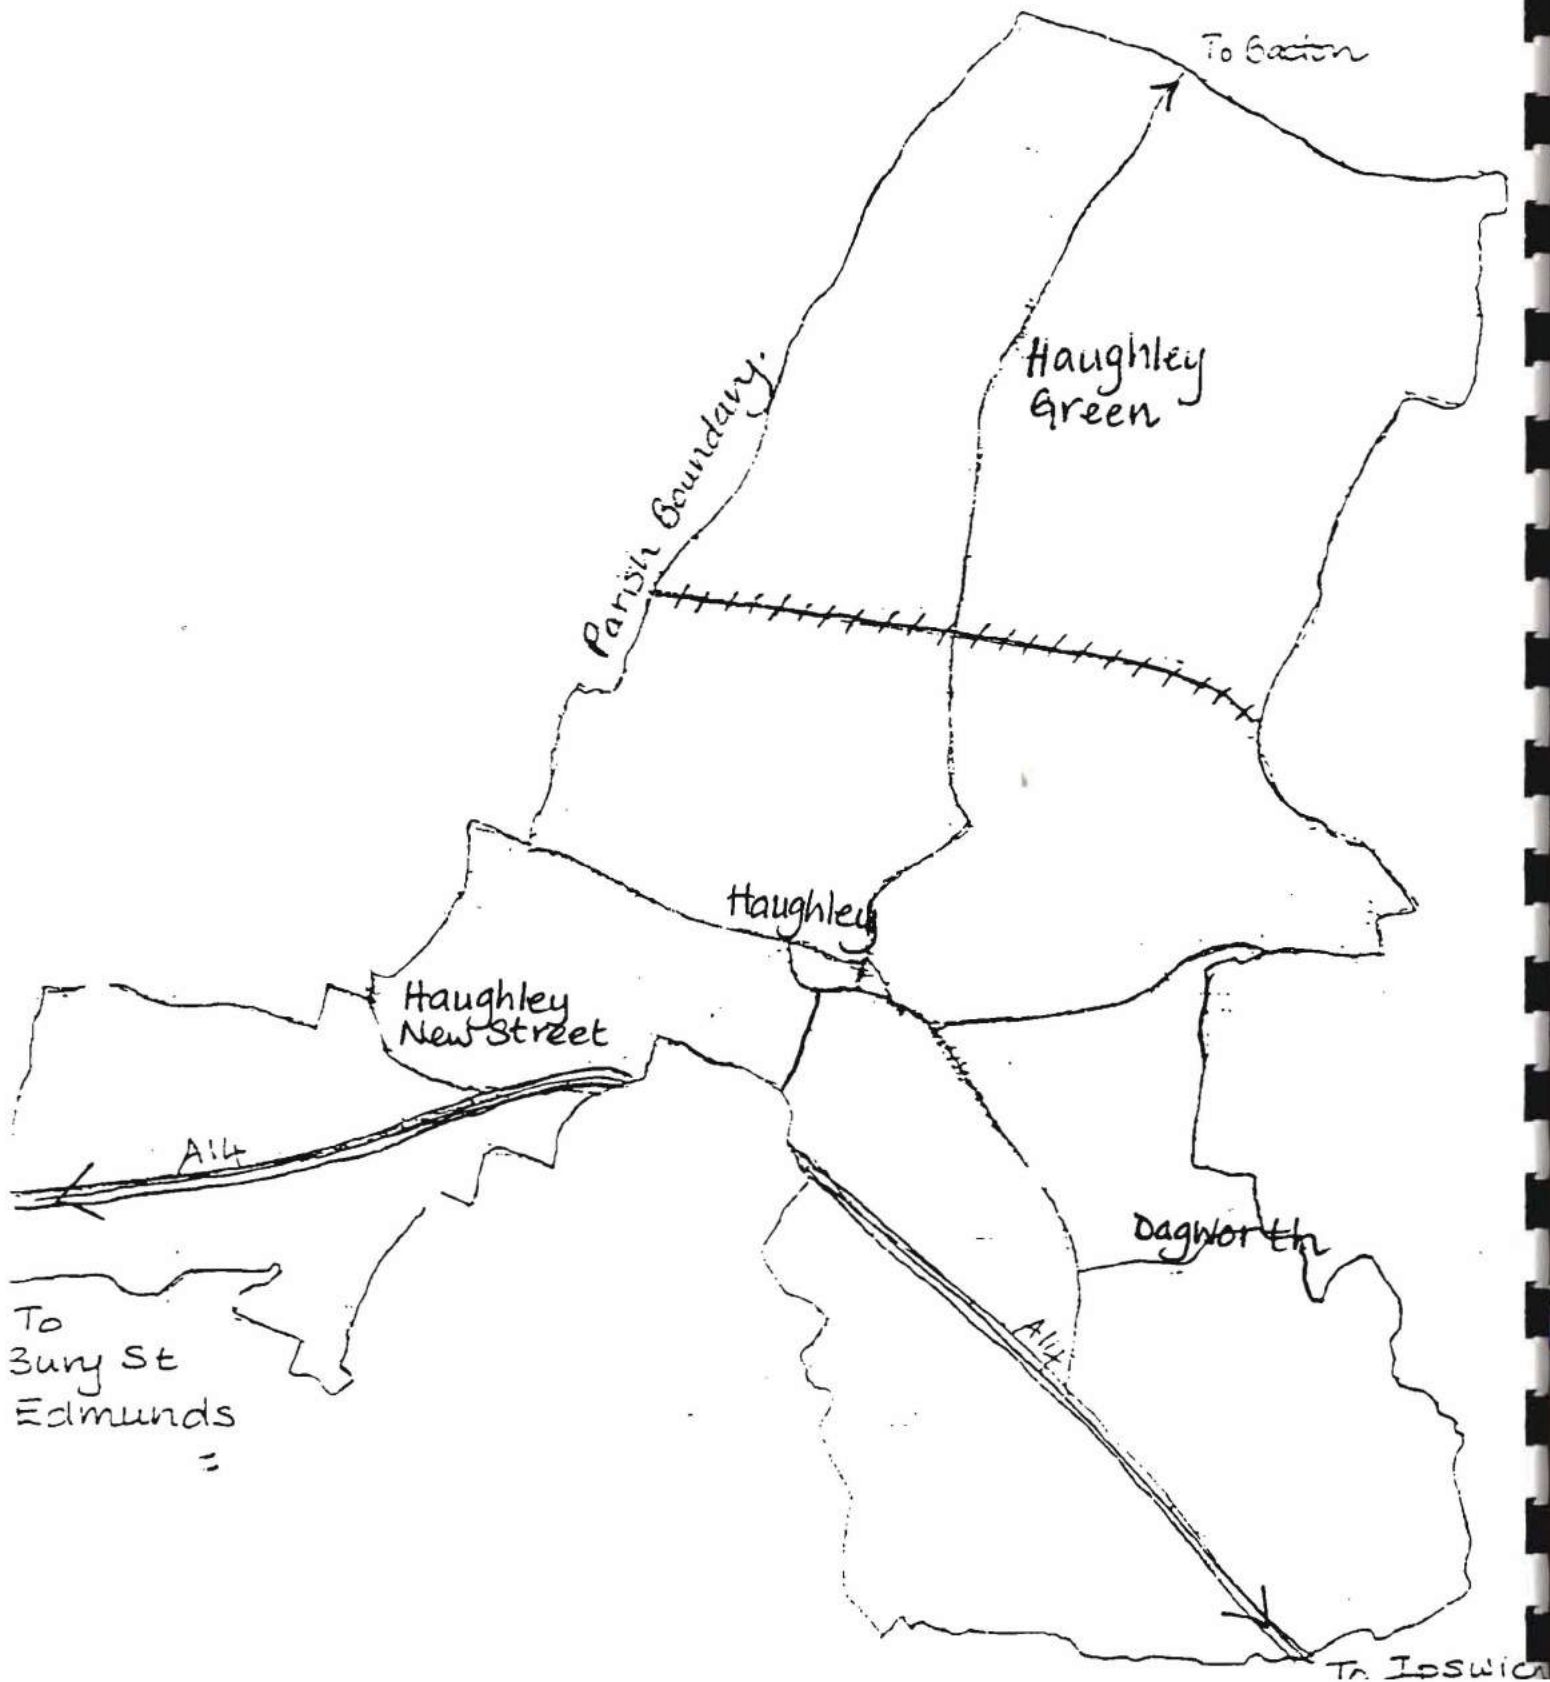 To Bacton
Haughley
Green
Parish Boundary.
Haughley
Haughley
New Street
A14
Dagworth
To
Bury St
Edmunds
A14
To Ipswich